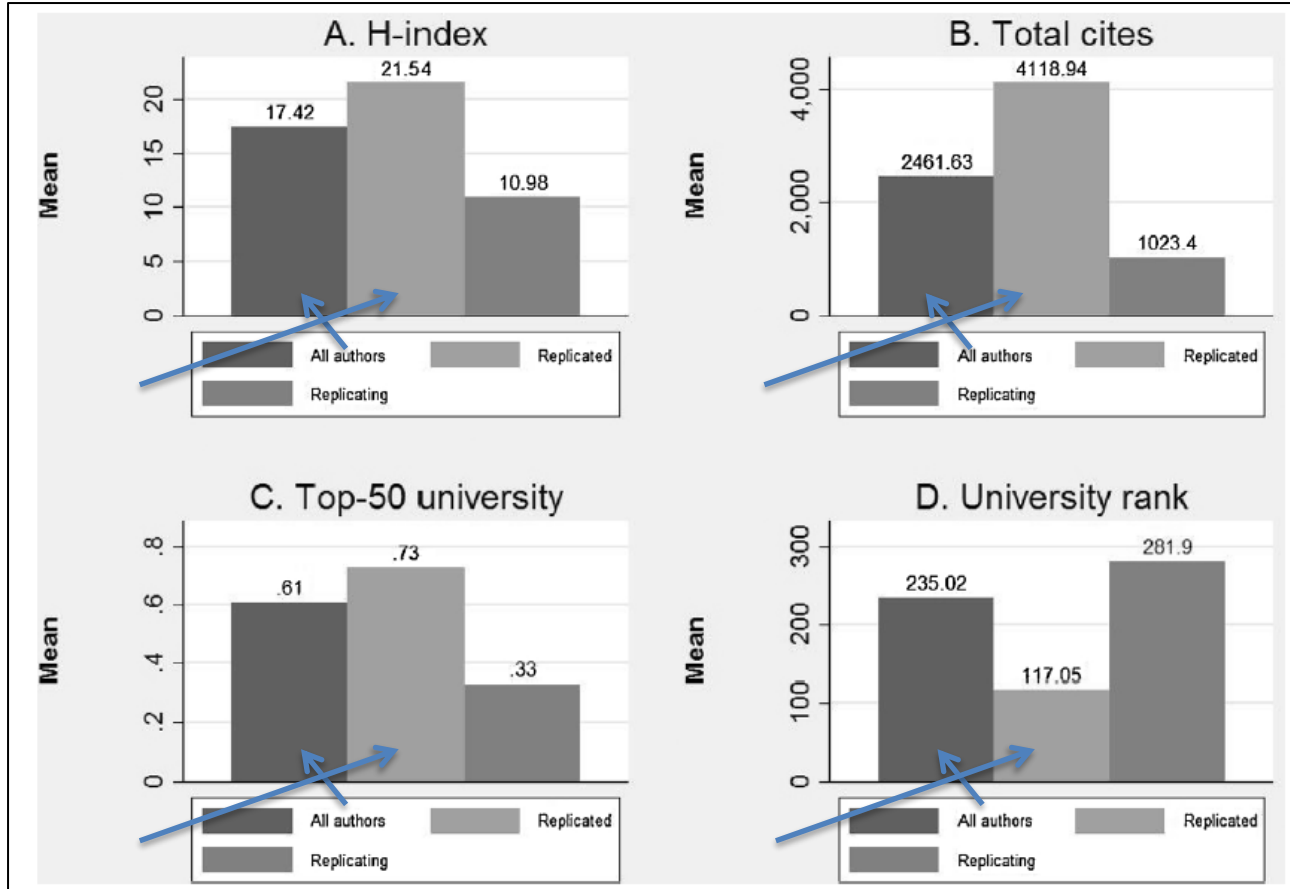 A. H-index
Mean
20
15
10
5
0
17.42
21.54
10.98
All authors
Replicated
Replicating
B. Total cites
Mean
4,000
2,000
0
2461.63
4118.94
1023.4
All authors
Replicated
Replicating
C. Top-50 university
Mean
.8
.6
.4
.2
0
.61
.73
.33
All authors
Replicated
Replicating
D. University rank
Mean
300
200
100
0
235.02
117.05
281.9
All authors
Replicated
Replicating